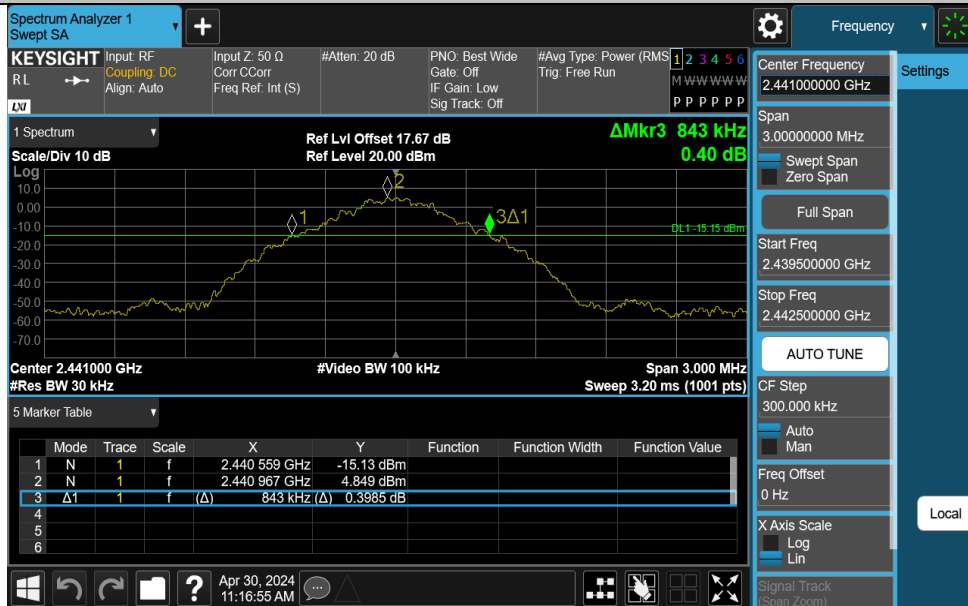 Spectrum Analyzer 1
Swept SA
+
Frequency
KEYSIGHT
RL
LXI
Input: RF
Coupling: DC
Align: Auto
Input Z: 50 Ω
Corr CCorr
Freq Ref: Int (S)
#Atten: 20 dB
PNO: Best Wide
Gate: Off
IF Gain: Low
Sig Track: Off
#Avg Type: Power (RMS
Trig: Free Run
1 2 3 4 5 6
M W W W W W
P P P P P P
1 Spectrum
Scale/Div 10 dB
Ref Lvl Offset 17.67 dB
Ref Level 20.00 dBm
ΔMkr3 843 kHz
0.40 dB
Log
10.0
0.00
-10.0
-20.0
-30.0
-40.0
-50.0
-60.0
-70.0
1
2
3Δ1
DL1 -15.15 dBm
Center 2.441000 GHz
#Video BW 100 kHz
Span 3.000 MHz
#Res BW 30 kHz
Sweep 3.20 ms (1001 pts)
5 Marker Table
Mode Trace Scale X Y Function Function Width Function Value
1 N 1 f 2.440 559 GHz -15.13 dBm
2 N 1 f 2.440 967 GHz 4.849 dBm
3 Δ1 1 f (Δ) 843 kHz (Δ) 0.3985 dB
4
5
6
Center Frequency
2.441000000 GHz
Settings
Span
3.00000000 MHz
Swept Span
Zero Span
Full Span
Start Freq
2.439500000 GHz
Stop Freq
2.442500000 GHz
AUTO TUNE
CF Step
300.000 kHz
Auto
Man
Freq Offset
0 Hz
Local
X Axis Scale
Log
Lin
Signal Track
(Span Zoom)
?
Apr 30, 2024
11:16:55 AM